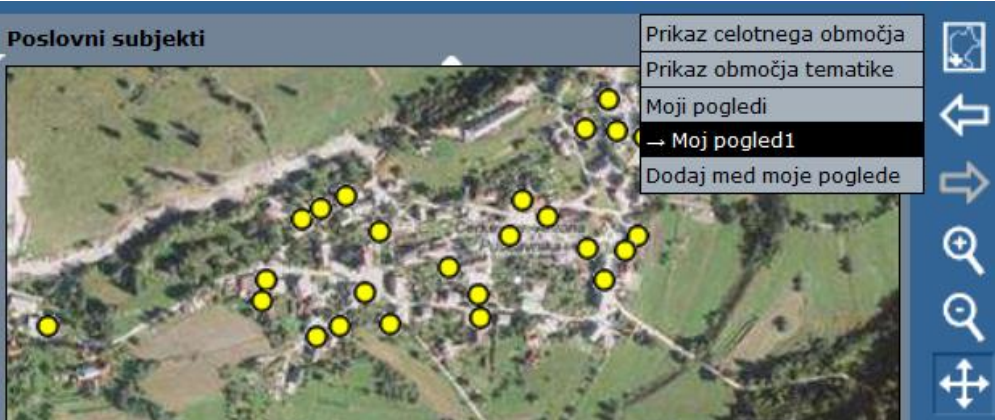 Poslovni subjekti
Prikaz celotnega območja
Prikaz območja tematike
Moji pogledi
→ Moj pogled1
Dodaj med moje poglede